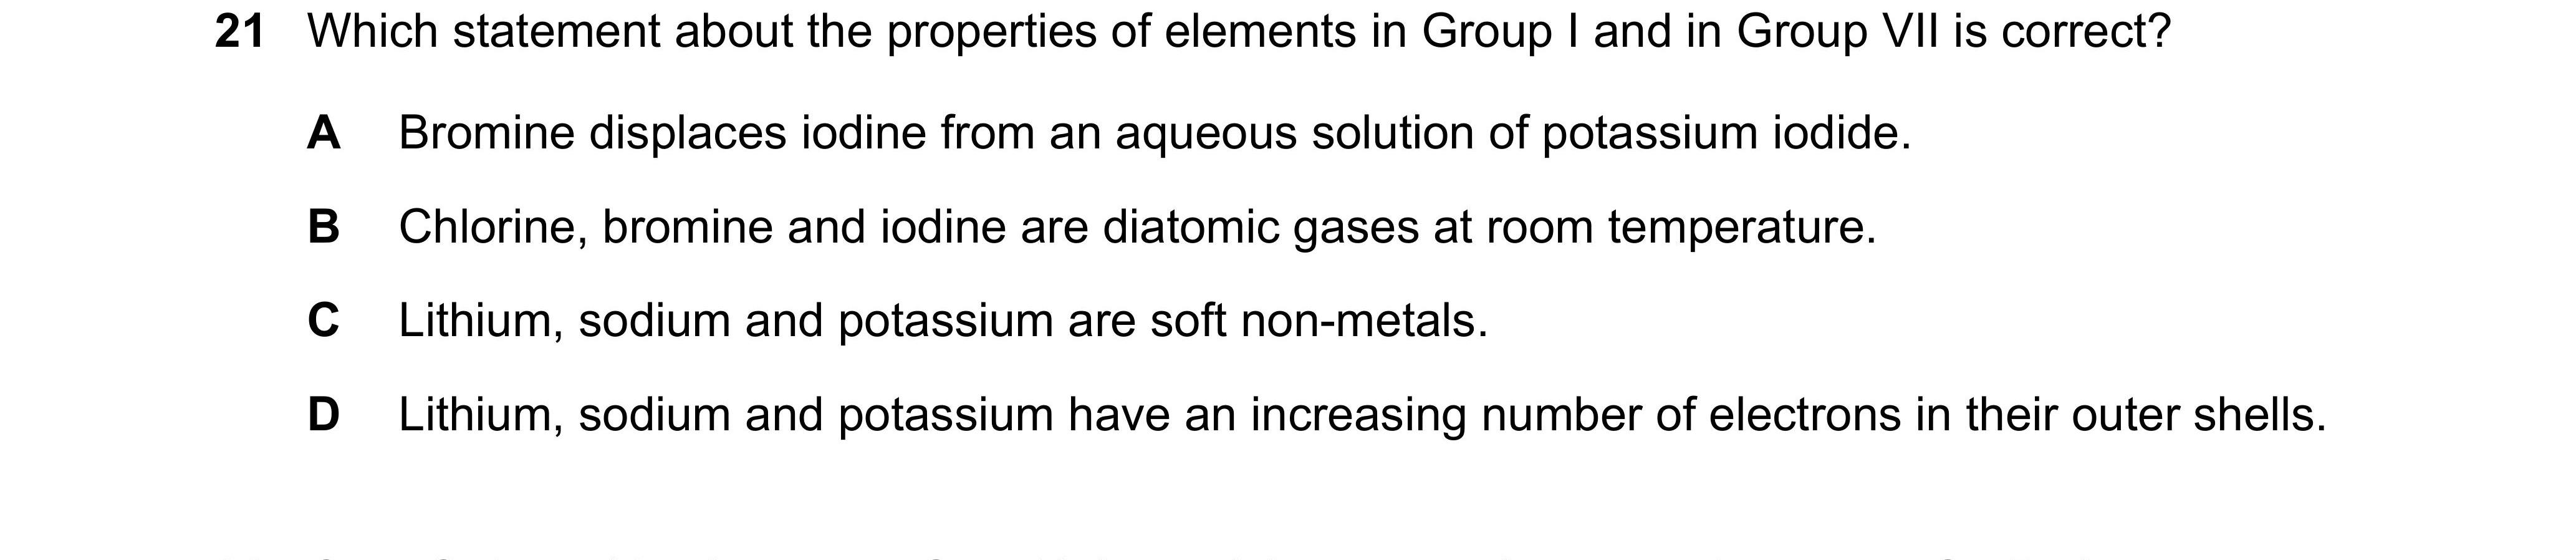 21 Which statement about the properties of elements in Group I and in Group VII is correct?
A Bromine displaces iodine from an aqueous solution of potassium iodide.
B Chlorine, bromine and iodine are diatomic gases at room temperature.
C Lithium, sodium and potassium are soft non-metals.
D Lithium, sodium and potassium have an increasing number of electrons in their outer shells.